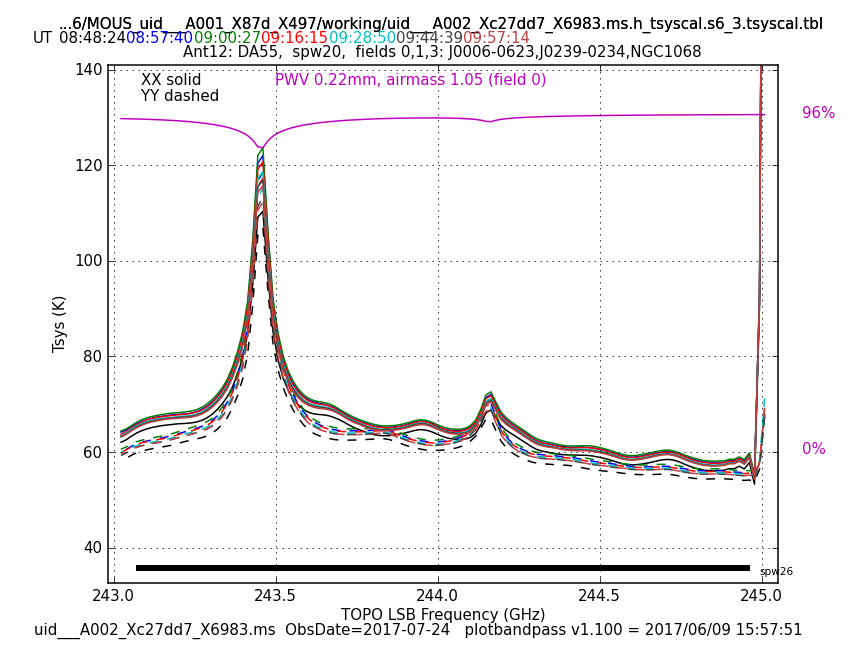 ...6/MOUS_uid___A001_X87d_X497/working/uid___A002_Xc27dd7_X6983.ms.h_tsyscal.s6_3.tsyscal.tbl
UT 08:48:24 08:57:40 09:00:27 09:16:15 09:28:50 09:44:39 09:57:14
Ant12: DA55, spw20, fields 0,1,3: J0006-0623,J0239-0234,NGC1068
XX solid
YY dashed
PWV 0.22mm, airmass 1.05 (field 0)
96%
0%
140
120
100
80
60
40
Tsys (K)
spw26
243.0 243.5 244.0 244.5 245.0
TOPO LSB Frequency (GHz)
uid___A002_Xc27dd7_X6983.ms ObsDate=2017-07-24 plotbandpass v1.100 = 2017/06/09 15:57:51